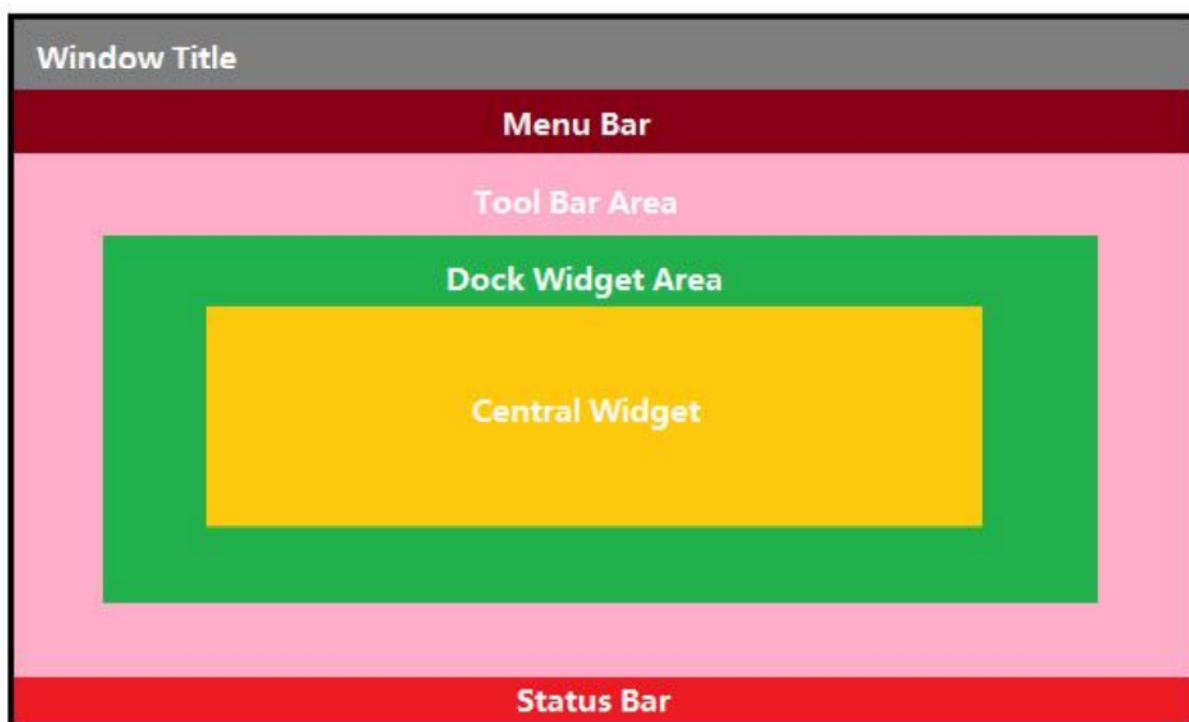 Window Title
Menu Bar
Tool Bar Area
Dock Widget Area
Central Widget
Status Bar